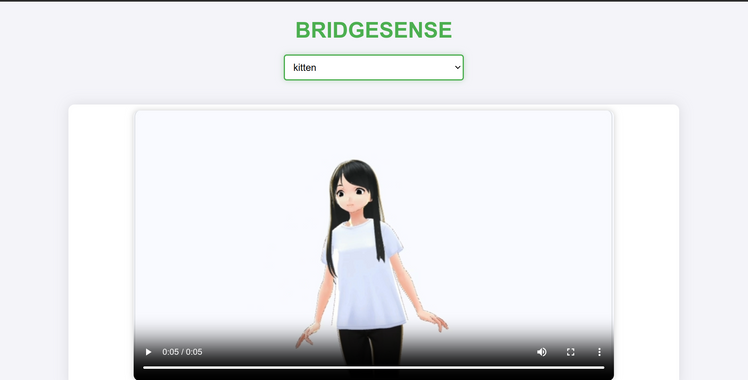 BRIDGESENSE
kitten
0:05 / 0:05